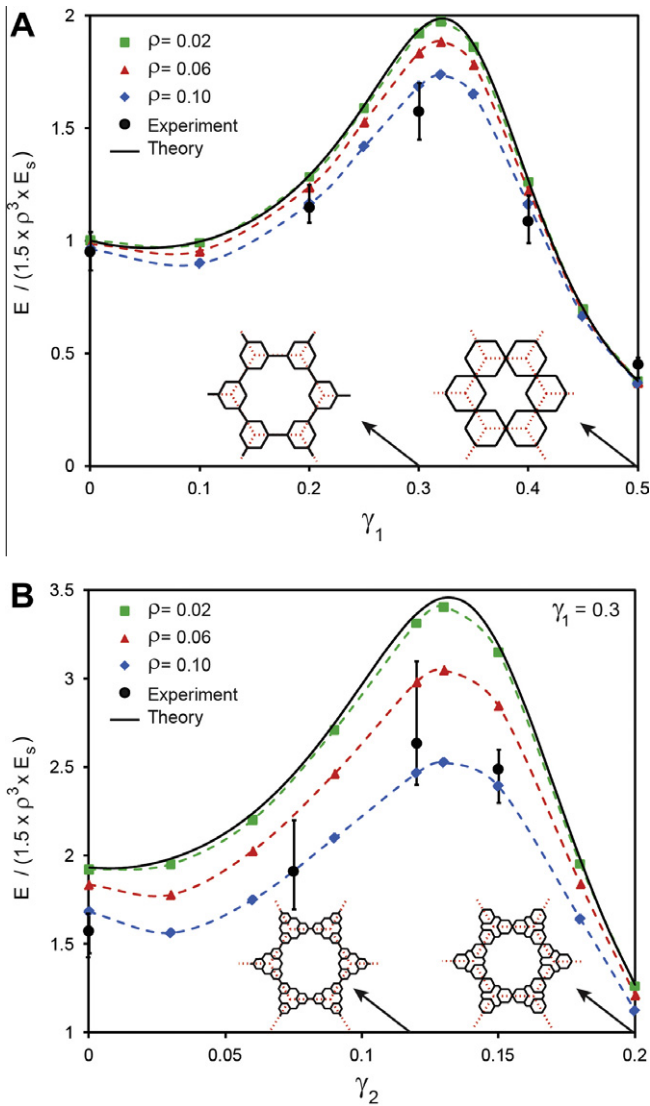 A
2
ρ = 0.02
ρ = 0.06
ρ = 0.10
Experiment
Theory
1.5
1
0.5
0
E / (1.5 x ρ³ x Eₛ)
0 0.1 0.2 0.3 0.4 0.5
γ₁
B
3.5
ρ = 0.02
ρ = 0.06
ρ = 0.10
Experiment
Theory
γ₁ = 0.3
3
2.5
2
1.5
1
E / (1.5 x ρ³ x Eₛ)
0 0.05 0.1 0.15 0.2
γ₂